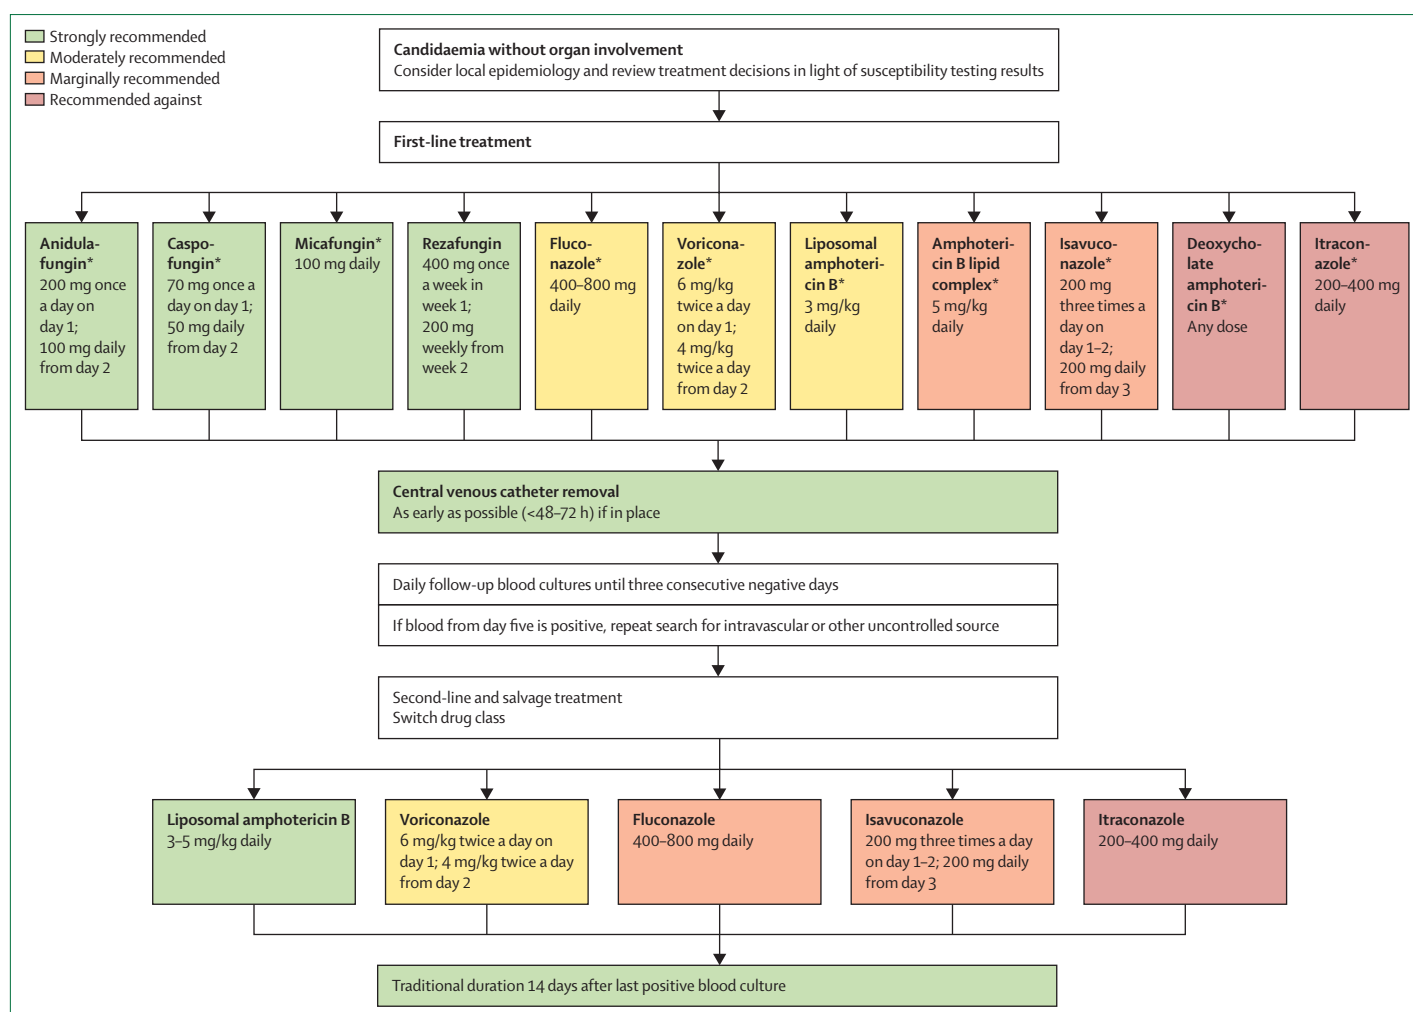 Strongly recommended
Moderately recommended
Marginally recommended
Recommended against
Candidaemia without organ involvement
Consider local epidemiology and review treatment decisions in light of susceptibility testing results
First-line treatment
Anidula-
fungin*
200 mg once
a day on
day 1;
100 mg daily
from day 2
Caspo-
fungin*
70 mg once a
day on day 1;
50 mg daily
from day 2
Micafungin*
100 mg daily
Rezafungin
400 mg once
a week in
week 1;
200 mg
weekly from
week 2
Fluco-
nazole*
400–800 mg
daily
Voricona-
zole*
6 mg/kg
twice a day
on day 1;
4 mg/kg
twice a day
from day 2
Liposomal
amphoteri-
cin B*
3 mg/kg
daily
Amphoteri-
cin B lipid
complex*
5 mg/kg
daily
Isavuco-
nazole*
200 mg
three times a
day on
day 1–2;
200 mg daily
from day 3
Deoxycho-
late
amphoteri-
cin B*
Any dose
Itracon-
azole*
200–400 mg
daily
Central venous catheter removal
As early as possible (<48–72 h) if in place
Daily follow-up blood cultures until three consecutive negative days
If blood from day five is positive, repeat search for intravascular or other uncontrolled source
Second-line and salvage treatment
Switch drug class
Liposomal amphotericin B
3–5 mg/kg daily
Voriconazole
6 mg/kg twice a day on
day 1; 4 mg/kg twice a day
from day 2
Fluconazole
400–800 mg daily
Isavuconazole
200 mg three times a day
on day 1–2; 200 mg daily
from day 3
Itraconazole
200–400 mg daily
Traditional duration 14 days after last positive blood culture